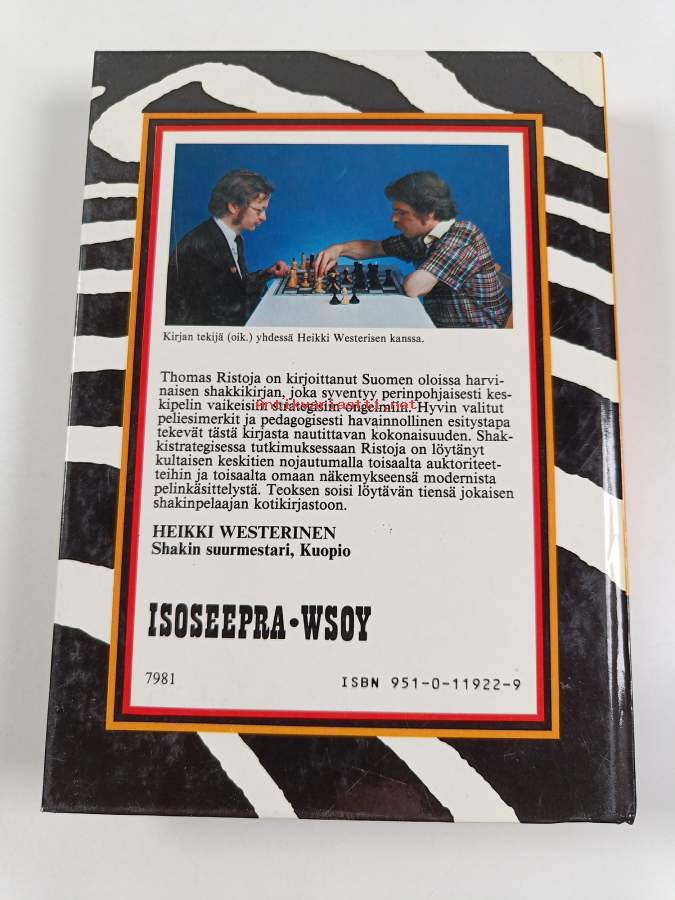 Kirjan tekijä (oik.) yhdessä Heikki Westerisen kanssa.
Thomas Ristoja on kirjoittanut Suomen oloissa harvi-
naisen shakkikirjan, joka syventyy perinpohjaisesti kes-
kipelin vaikeisiin strategisiin ongelmiin. Hyvin valitut
Antikvariaatti.net
peliesimerkit ja pedagogisesti havainnollinen esitystapa
tekevät tästä kirjasta nautittavan kokonaisuuden. Shak-
kistrategisessa tutkimuksessaan Ristoja on löytänyt
kultaisen keskitien nojautumalla toisaalta auktoriteet-
teihin ja toisaalta omaan näkemykseensä modernista
pelinkäsittelystä. Teoksen soisi löytävän tiensä jokaisen
shakinpelaajan kotikirjastoon.
HEIKKI WESTERINEN
Shakin suurmestari, Kuopio
ISOSEEPRA·WSOY
7981
ISBN 951-0-11922-9